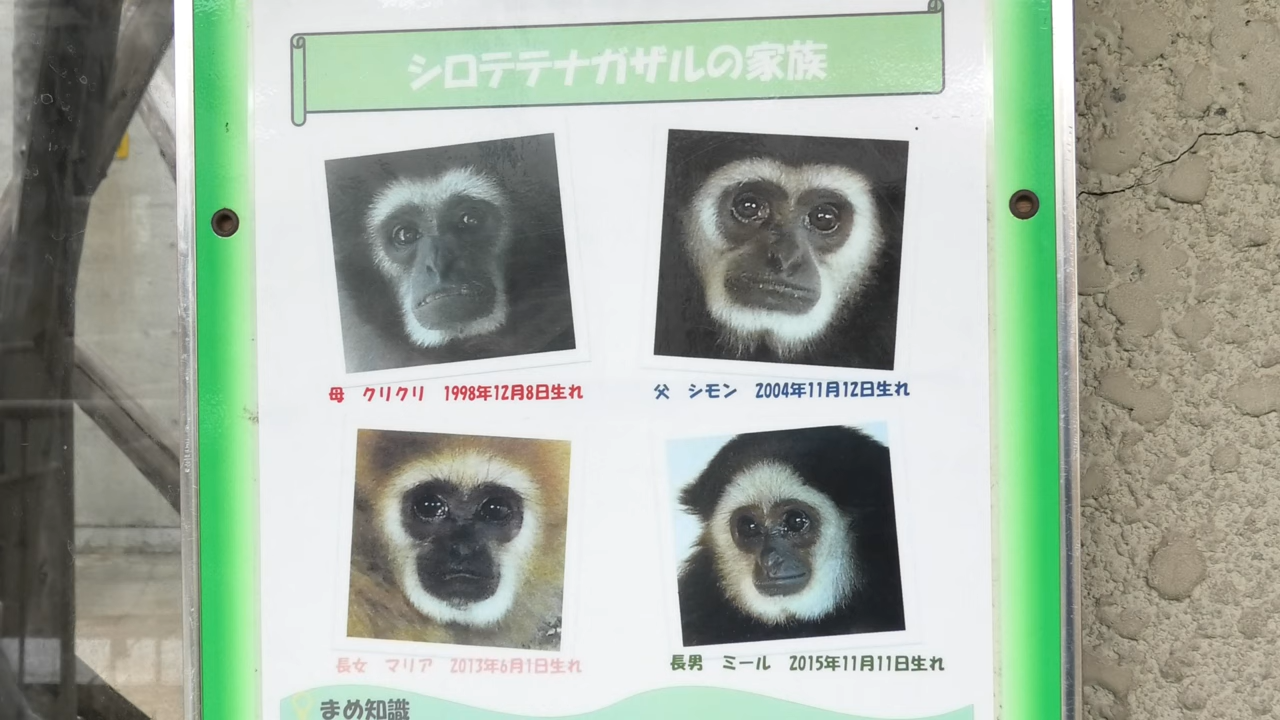 シロテテナガザルの家族
母 クリクリ 1998年12月8日生れ
父 シモン 2004年11月12日生れ
長女 マリア 2013年6月1日生れ
長男 ミール 2015年11月11日生れ
まめ知識